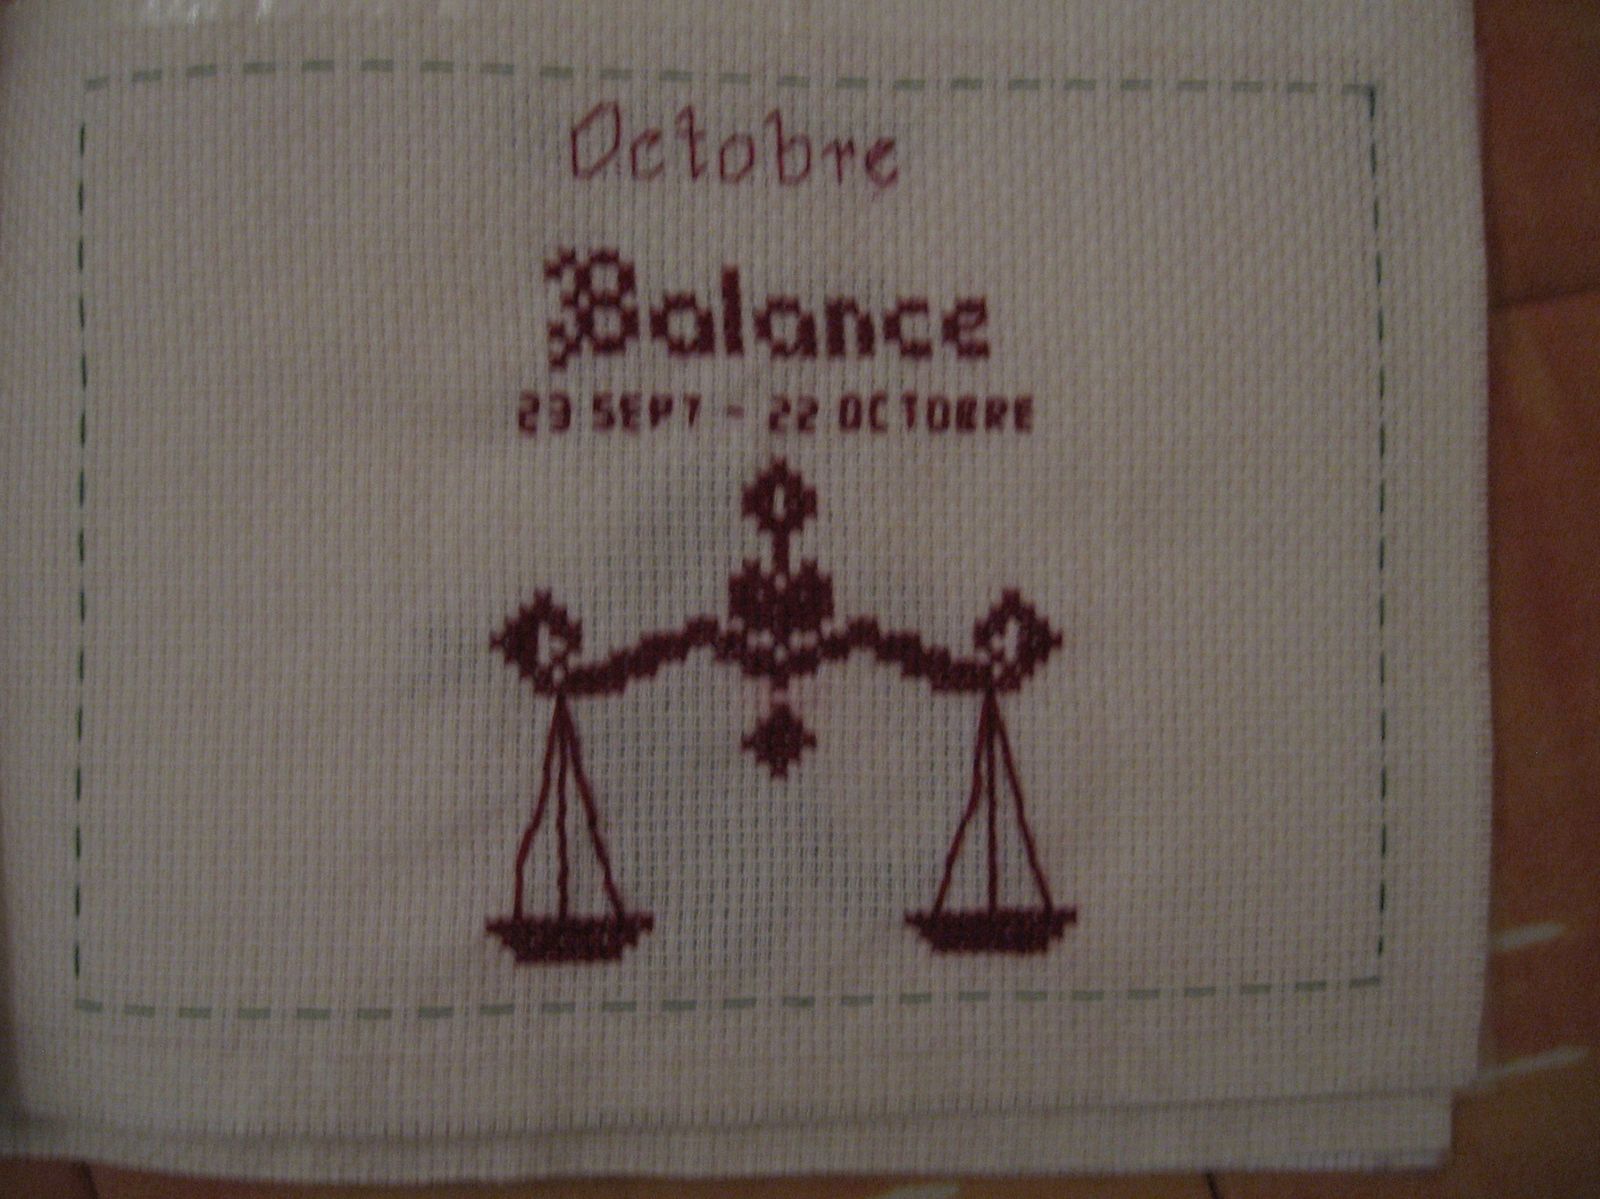 Octobre
Balance
23 SEPT - 22 OCTOBRE